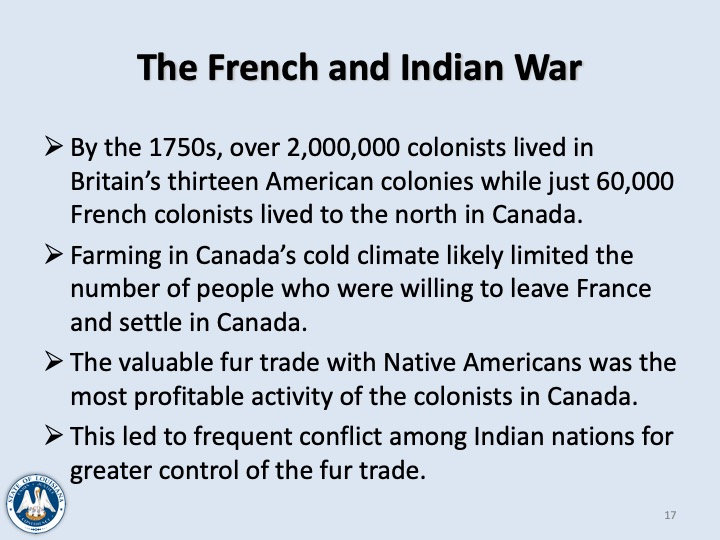 The French and Indian War
➢ By the 1750s, over 2,000,000 colonists lived in
Britain’s thirteen American colonies while just 60,000
French colonists lived to the north in Canada.
➢ Farming in Canada’s cold climate likely limited the
number of people who were willing to leave France
and settle in Canada.
➢ The valuable fur trade with Native Americans was the
most profitable activity of the colonists in Canada.
➢ This led to frequent conflict among Indian nations for
greater control of the fur trade.
STATE OF LOUISIANA
CONFIDENCE
17